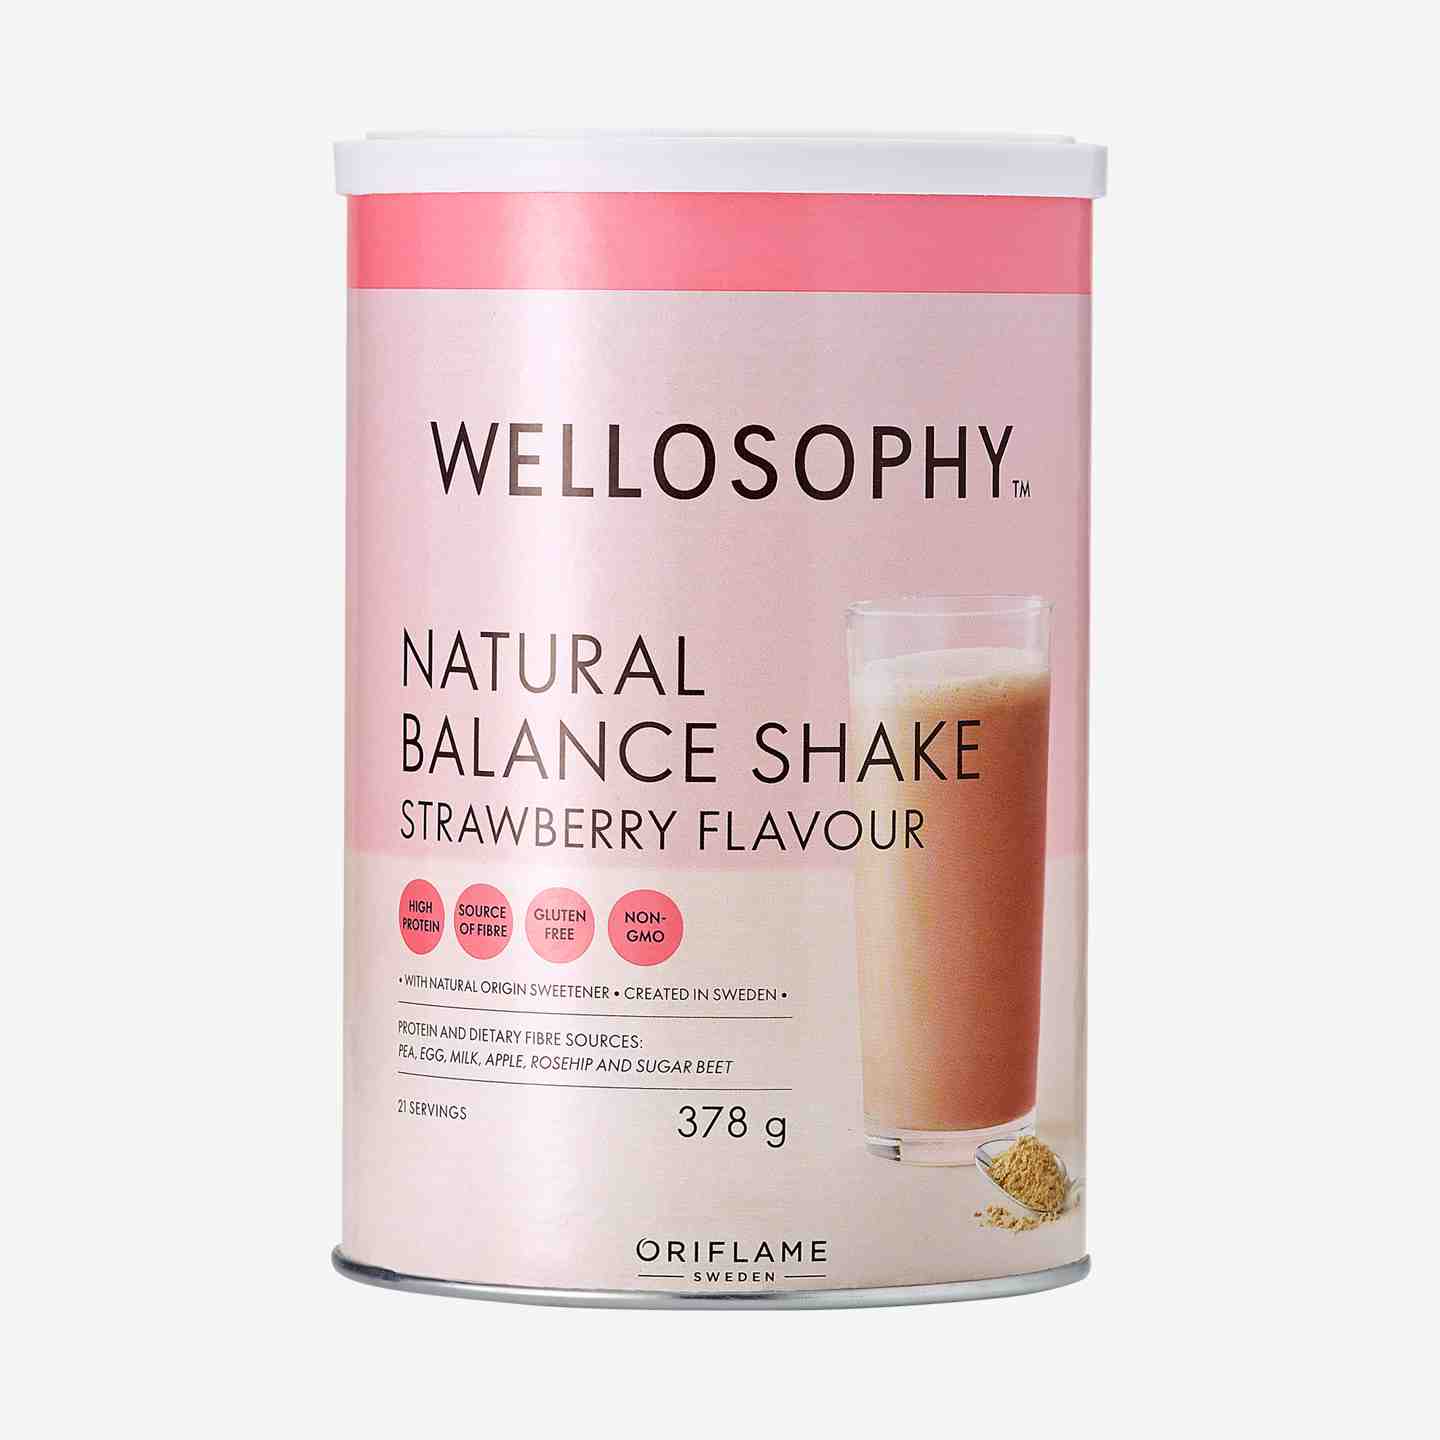 WELLOSOPHY™
NATURAL
BALANCE SHAKE
STRAWBERRY FLAVOUR
HIGH
PROTEIN
SOURCE
OF FIBRE
GLUTEN
FREE
NON-
GMO
• WITH NATURAL ORIGIN SWEETENER • CREATED IN SWEDEN •
PROTEIN AND DIETARY FIBRE SOURCES:
PEA, EGG, MILK, APPLE, ROSEHIP AND SUGAR BEET
21 SERVINGS
378 g
ORIFLAME
SWEDEN